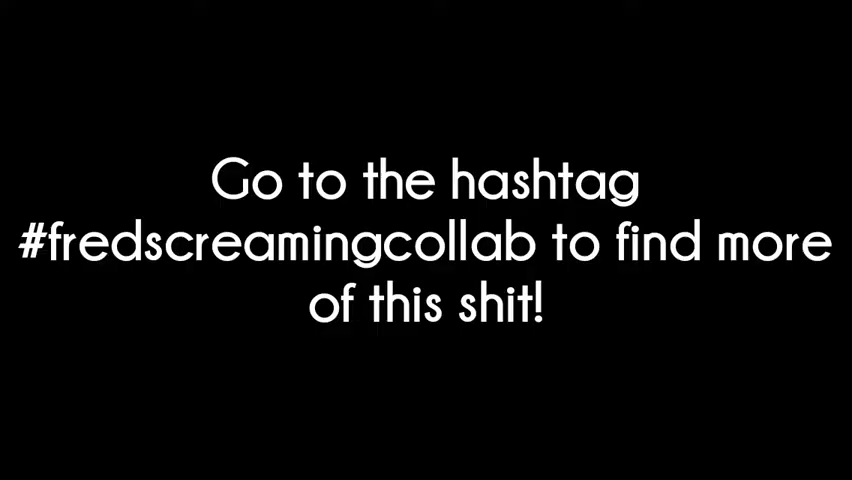 Go to the hashtag
#fredscreamingcollab to find more
of this shit!